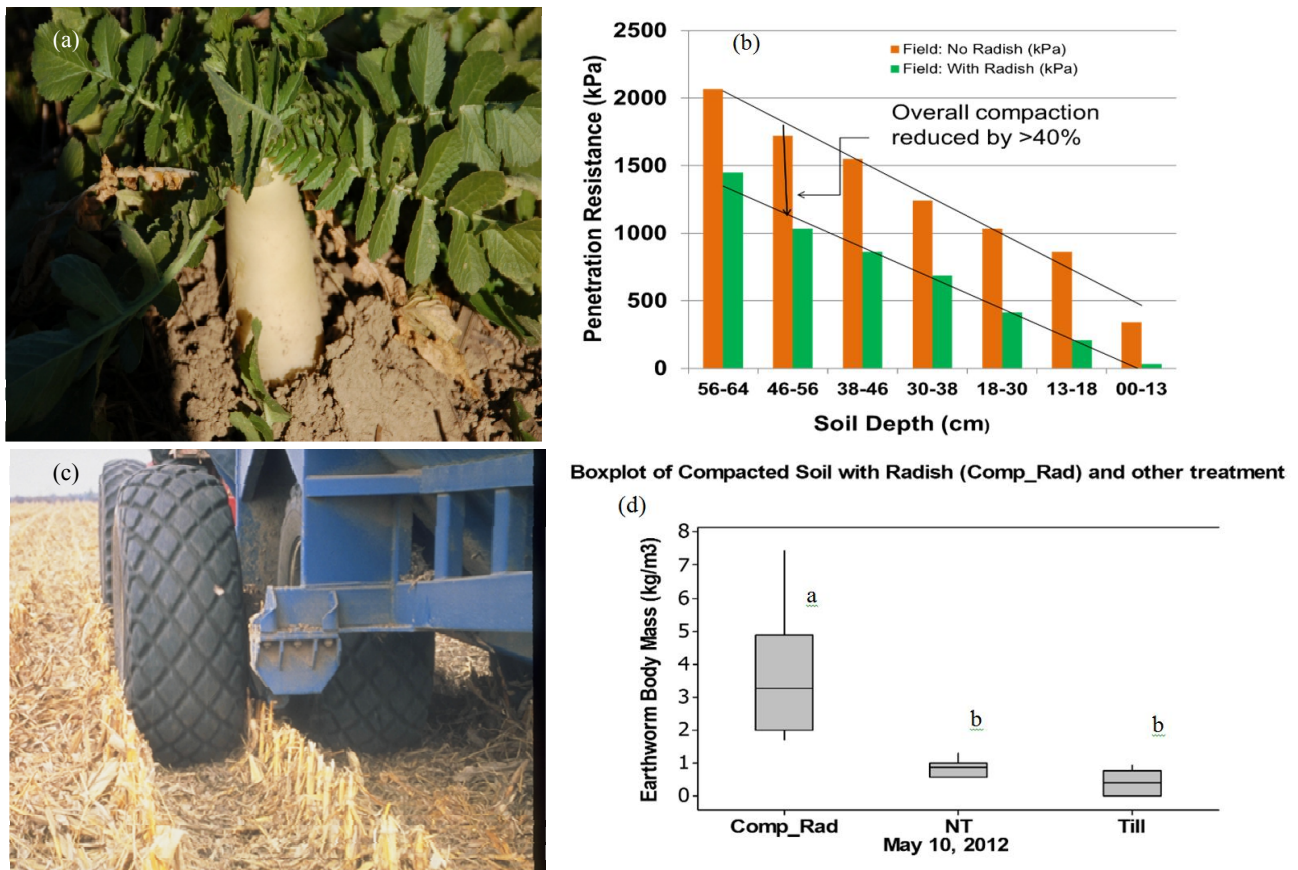 (a)
(b)
2500
2000
1500
1000
500
0
Penetration Resistance (kPa)
Field: No Radish (kPa)
Field: With Radish (kPa)
Overall compaction
reduced by >40%
56-64 46-56 38-46 30-38 18-30 13-18 00-13
Soil Depth (cm)
(c)
Boxplot of Compacted Soil with Radish (Comp_Rad) and other treatment
(d)
8
7
6
5
4
3
2
1
0
Earthworm Body Mass (kg/m3)
a
b
b
Comp_Rad NT Till
May 10, 2012